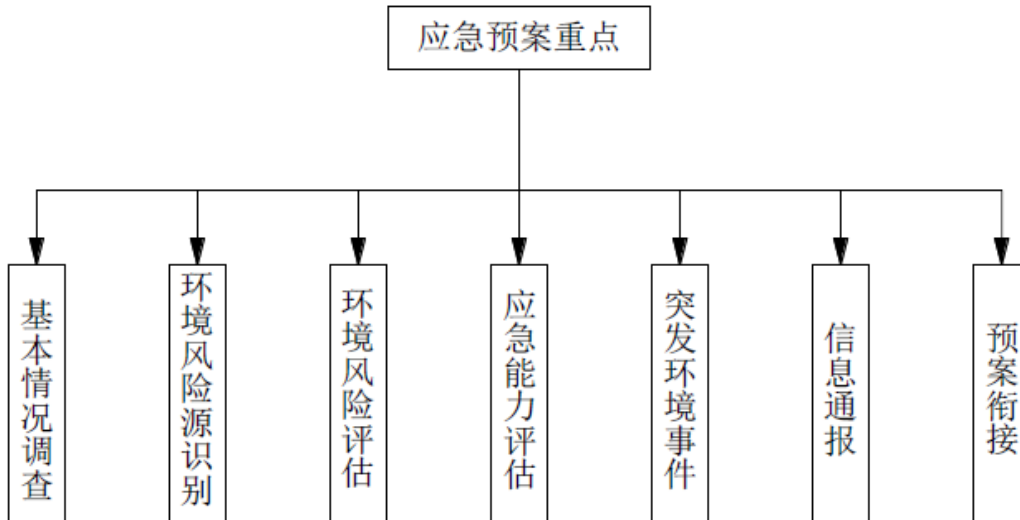 应急预案重点
基本情况调查
环境风险源识别
环境风险评估
应急能力评估
突发环境事件
信息通报
预案衔接